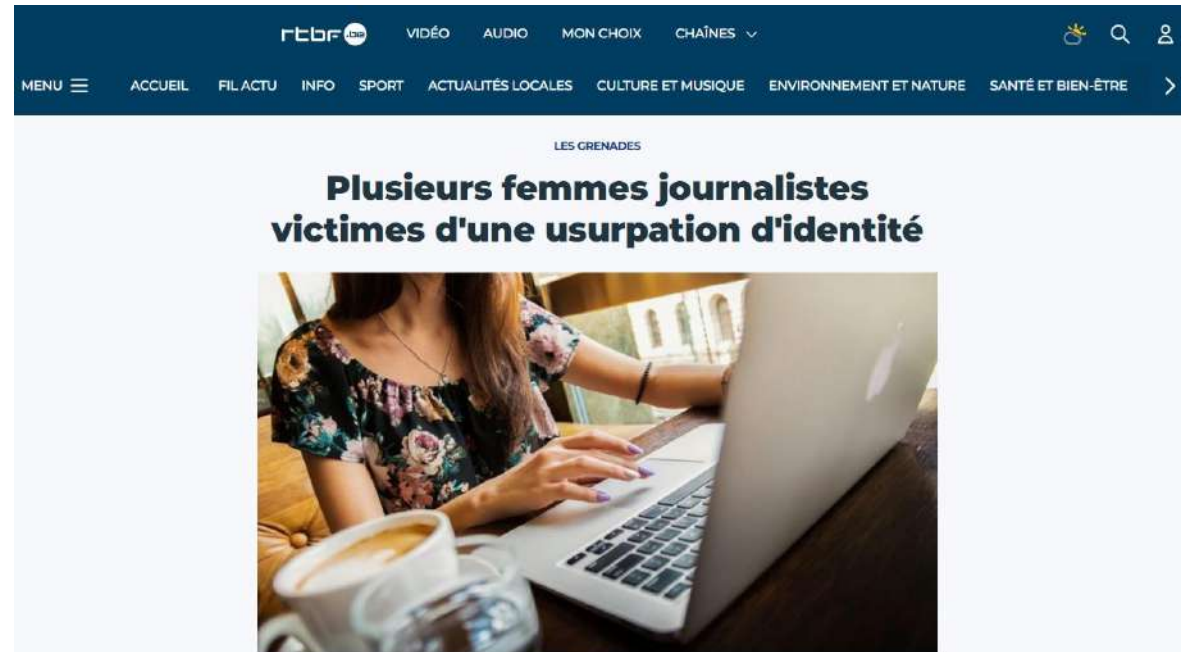 rtbf.be VIDÉO AUDIO MON CHOIX CHAÎNES
MENU ACCUEIL FIL ACTU INFO SPORT ACTUALITÉS LOCALES CULTURE ET MUSIQUE ENVIRONNEMENT ET NATURE SANTÉ ET BIEN-ÊTRE
LES GRENADES
Plusieurs femmes journalistes
victimes d'une usurpation d'identité